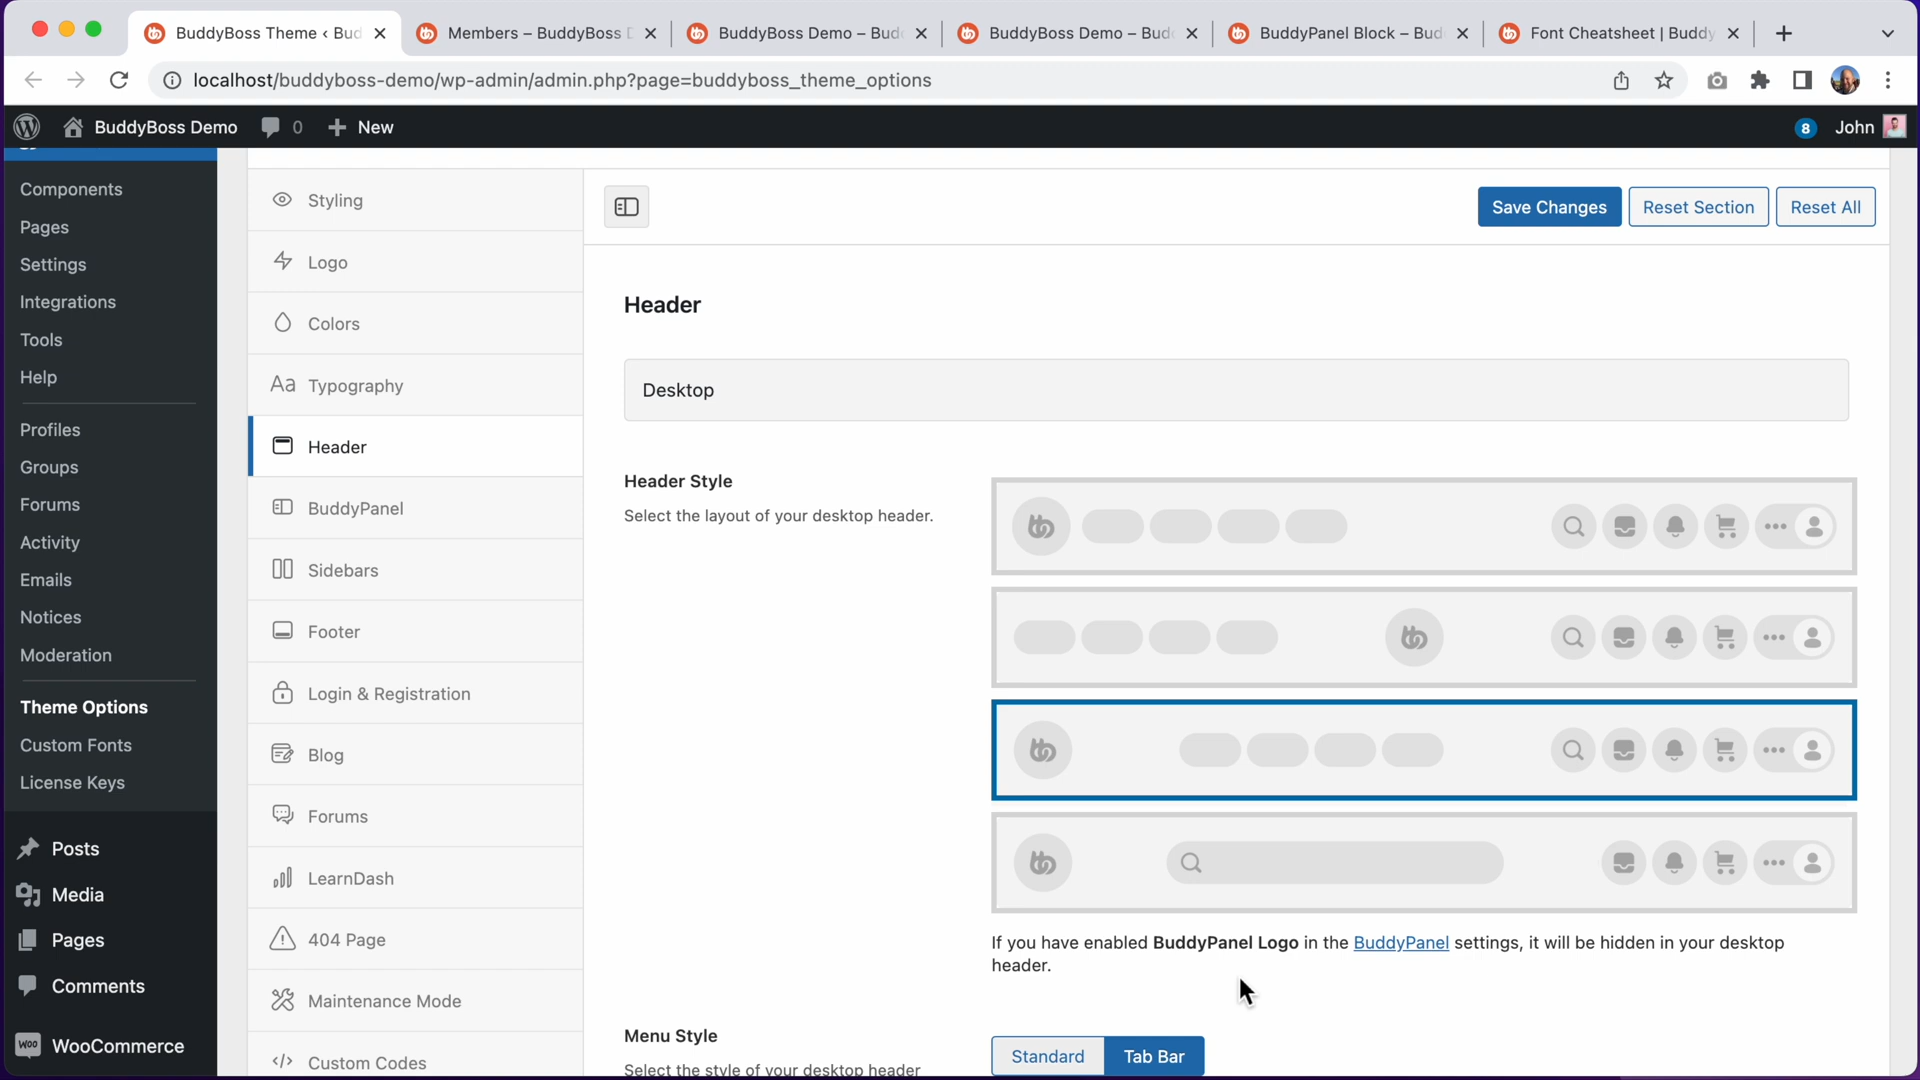 BuddyBoss Theme ‹ Bud
Members – BuddyBoss D
BuddyBoss Demo – Budd
BuddyBoss Demo – Budd
BuddyPanel Block – Bud
Font Cheatsheet | Buddy
localhost/buddyboss-demo/wp-admin/admin.php?page=buddyboss_theme_options
BuddyBoss Demo
0
New
8
John
Components
Pages
Settings
Integrations
Tools
Help
Profiles
Groups
Forums
Activity
Emails
Notices
Moderation
Theme Options
Custom Fonts
License Keys
Posts
Media
Pages
Comments
WOO
WooCommerce
Styling
Logo
Colors
Aa Typography
Header
BuddyPanel
Sidebars
Footer
Login & Registration
Blog
Forums
LearnDash
404 Page
Maintenance Mode
Custom Codes
Save Changes
Reset Section
Reset All
Header
Desktop
Header Style
Select the layout of your desktop header.
If you have enabled BuddyPanel Logo in the BuddyPanel settings, it will be hidden in your desktop
header.
Menu Style
Select the style of your desktop header
Standard
Tab Bar